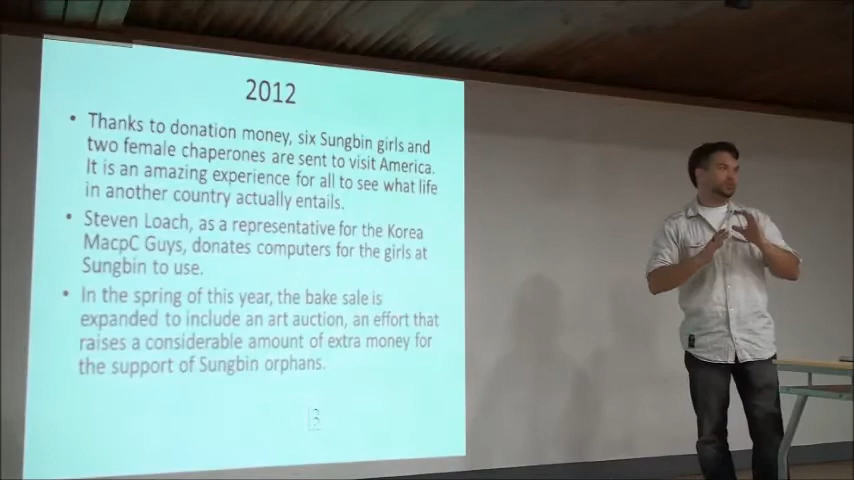 2012
• Thanks to donation money, six Sungbin girls and
two female chaperones are sent to visit America.
It is an amazing experience for all to see what life
in another country actually entails.
• Steven Loach, as a representative for the Korea
MacpC Guys, donates computers for the girls at
Sungbin to use.
• In the spring of this year, the bake sale is
expanded to include an art auction, an effort that
raises a considerable amount of extra money for
the support of Sungbin orphans.